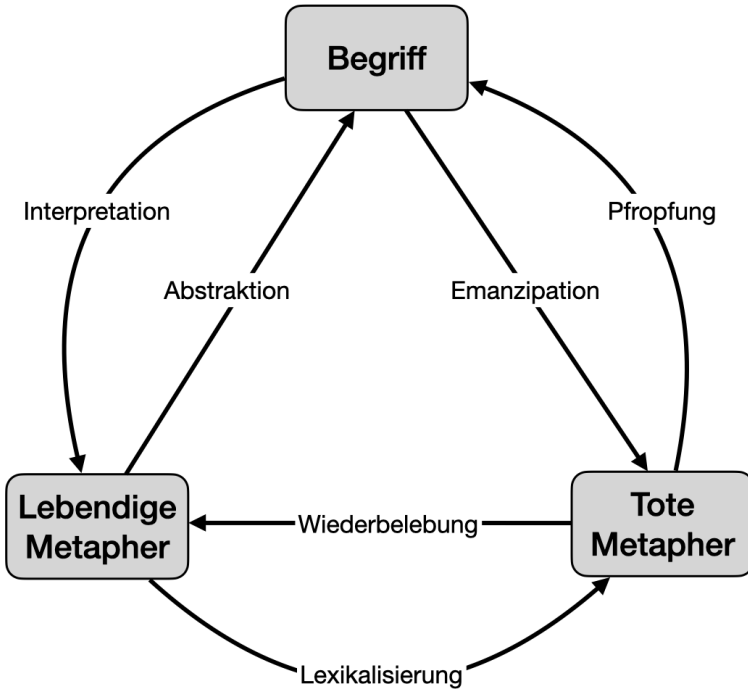 Begriff
Interpretation
Pfropfung
Abstraktion
Emanzipation
Lebendige
Metapher
Wiederbelebung
Tote
Metapher
Lexikalisierung